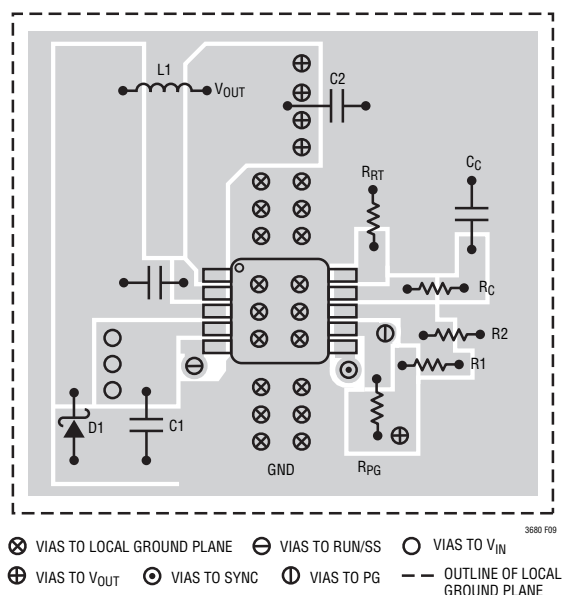 L1
VOUT
C2
RRT
CC
RC
R2
R1
D1
C1
GND
RPG
3680 F09
VIAS TO LOCAL GROUND PLANE
VIAS TO RUN/SS
VIAS TO VIN
VIAS TO VOUT
VIAS TO SYNC
VIAS TO PG
OUTLINE OF LOCAL
GROUND PLANE